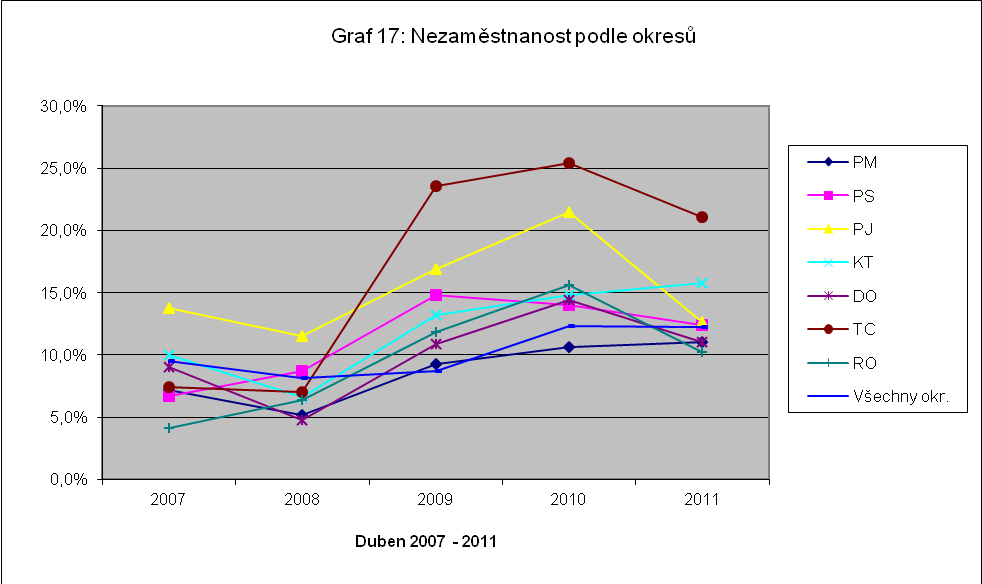 Graf 17: Nezaměstnanost podle okresů
30,0%
25,0%
20,0%
15,0%
10,0%
5,0%
0,0%
2007 2008 2009 2010 2011
Duben 2007 - 2011
PM
PS
PJ
KT
DO
TC
RO
Všechny okr.